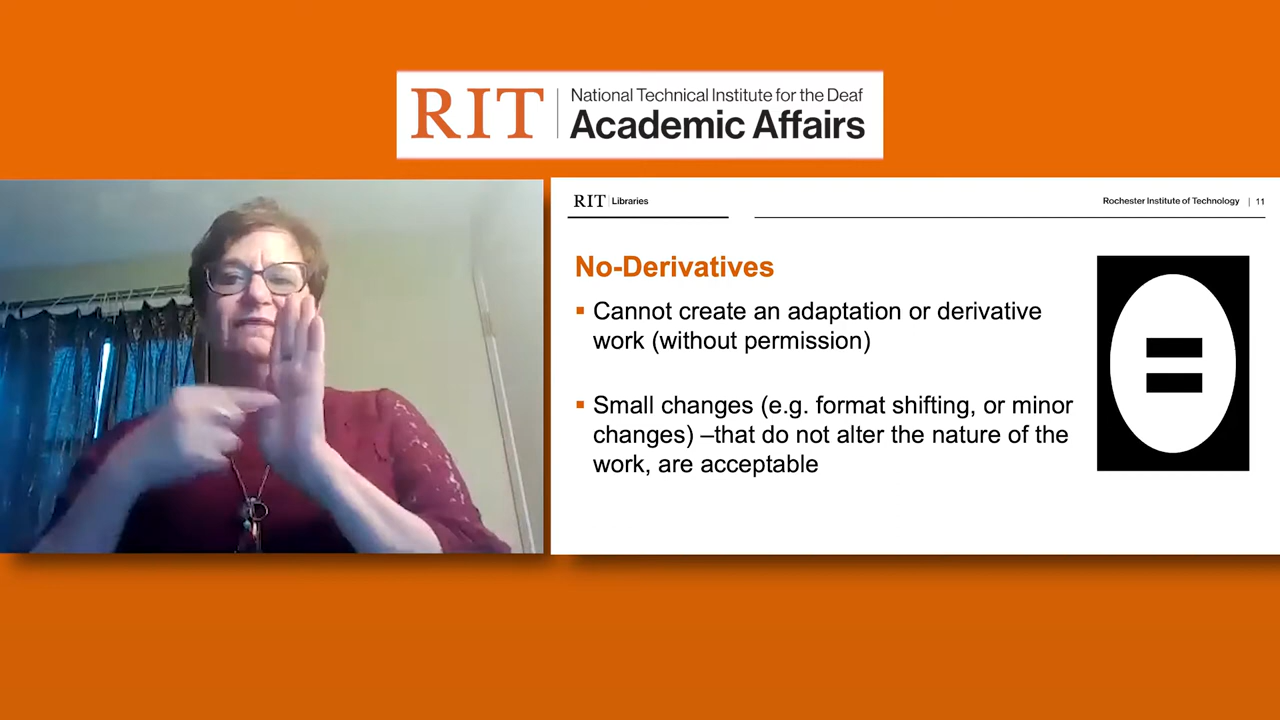 RIT National Technical Institute for the Deaf
Academic Affairs
RIT Libraries
Rochester Institute of Technology | 11
No-Derivatives
▪ Cannot create an adaptation or derivative
work (without permission)
▪ Small changes (e.g. format shifting, or minor
changes) –that do not alter the nature of the
work, are acceptable